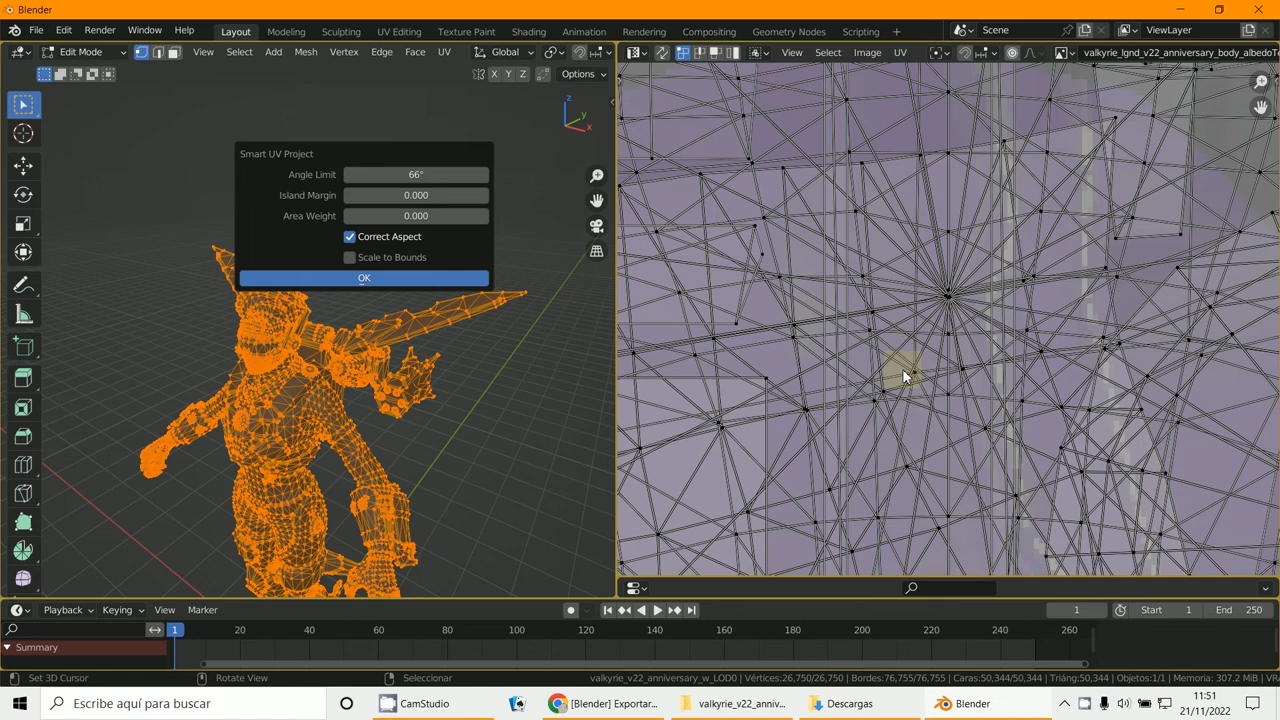 Blender
File Edit Render Window Help Layout Modeling Sculpting UV Editing Texture Paint Shading Animation Rendering Compositing Geometry Nodes Scripting + Scene ViewLayer
Edit Mode View Select Add Mesh Vertex Edge Face UV Global View Select Image UV valkyrie_lgnd_v22_anniversary_body_albedoTe
X Y Z Options
z
y
x
Smart UV Project
Angle Limit 66°
Island Margin 0.000
Area Weight 0.000
Correct Aspect
Scale to Bounds
OK
Playback Keying View Marker 1 Start 1 End 250
1 20 40 60 80 100 120 140 160 180 200 220 240 260
Summary
Set 3D Cursor Rotate View Seleccionar valkyrie_v22_anniversary_w_LOD0 | Vértices:26,750/26,750 | Bordes:76,755/76,755 | Caras:50,344/50,344 | Triáng:50,344 | Objetos:1/1 | Memoria: 307.2 MiB | VRA
Escribe aquí para buscar CamStudio [Blender] Exportar... valkyrie_v22_anniv... Descargas Blender 11:51
21/11/2022